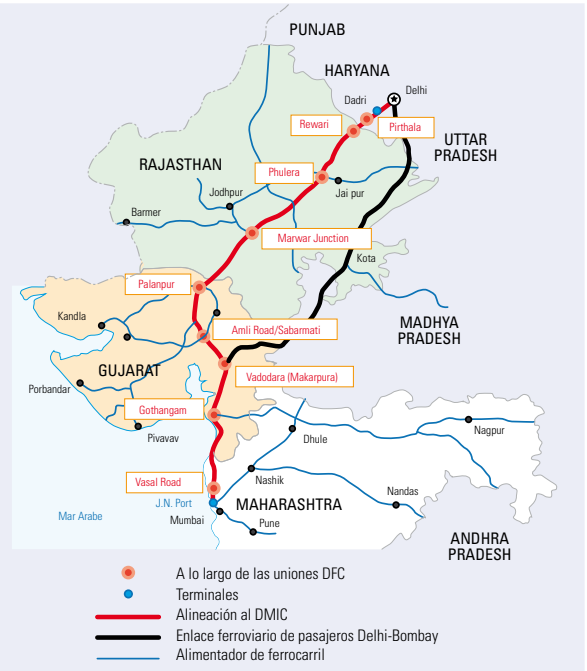 PUNJAB
HARYANA
Delhi
Dadri
Rewari
Pirthala
UTTAR
PRADESH
RAJASTHAN
Phulera
Jodhpur
Jai pur
Barmer
Marwar Junction
Kota
Palanpur
Kandla
Amli Road/Sabarmati
MADHYA
PRADESH
GUJARAT
Vadodara (Makarpura)
Porbandar
Gothangam
Pivavav
Dhule
Nagpur
Vasal Road
Nashik
Nandas
J.N. Port
MAHARASHTRA
Mar Arabe
Mumbai
Pune
ANDHRA
PRADESH
A lo largo de las uniones DFC
Terminales
Alineación al DMIC
Enlace ferroviario de pasajeros Delhi-Bombay
Alimentador de ferrocarril